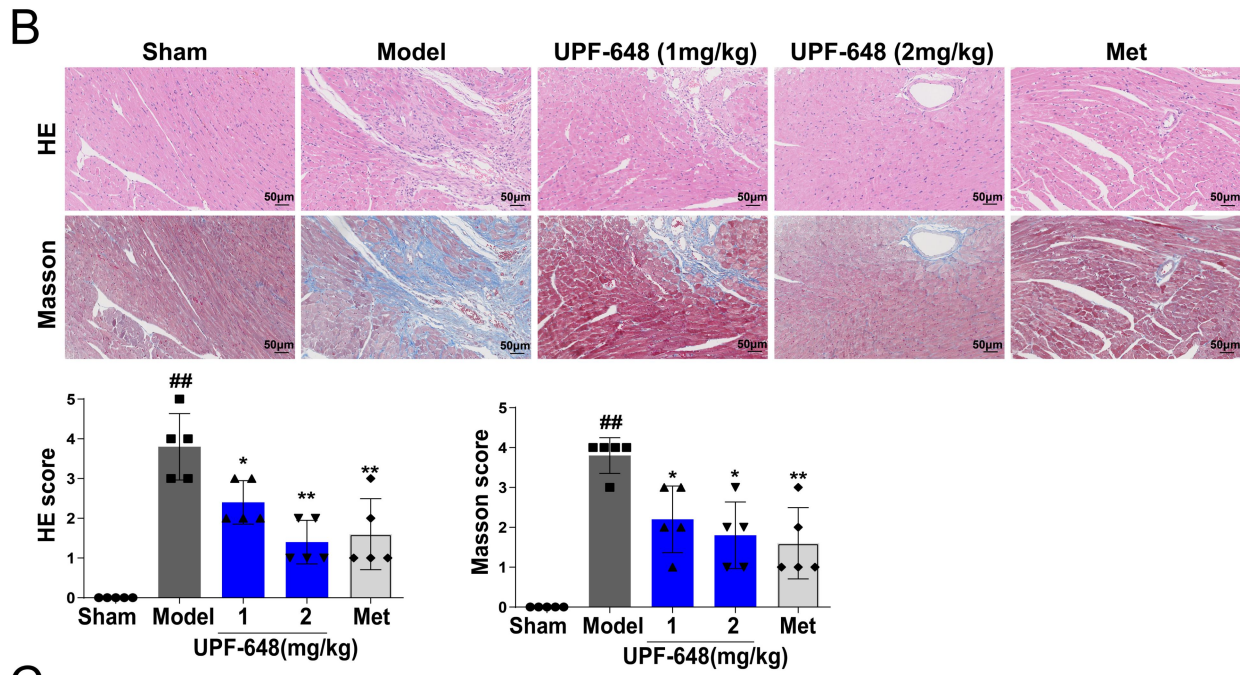 B
Sham Model UPF-648 (1mg/kg) UPF-648 (2mg/kg) Met
HE
50μm 50μm 50μm 50μm 50μm
Masson
50μm 50μm 50μm 50μm 50μm
HE score
5
4
3
2
1
0
## * ** **
Sham Model 1 2 Met
UPF-648(mg/kg)
Masson score
5
4
3
2
1
0
## * * **
Sham Model 1 2 Met
UPF-648(mg/kg)